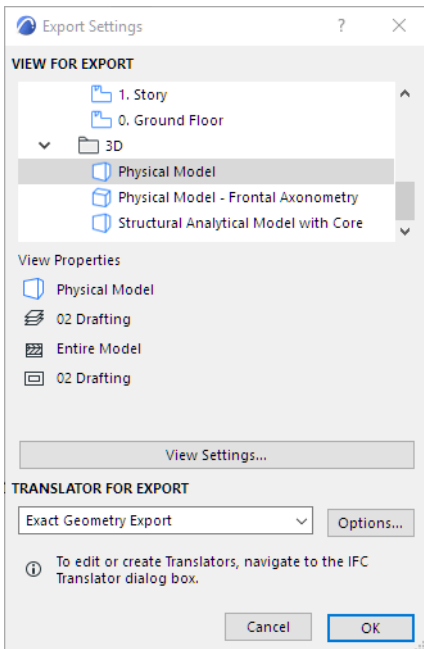 Export Settings
VIEW FOR EXPORT
1. Story
0. Ground Floor
3D
Physical Model
Physical Model - Frontal Axonometry
Structural Analytical Model with Core
View Properties
Physical Model
02 Drafting
Entire Model
02 Drafting
View Settings...
TRANSLATOR FOR EXPORT
Exact Geometry Export
Options...
To edit or create Translators, navigate to the IFC
Translator dialog box.
Cancel
OK